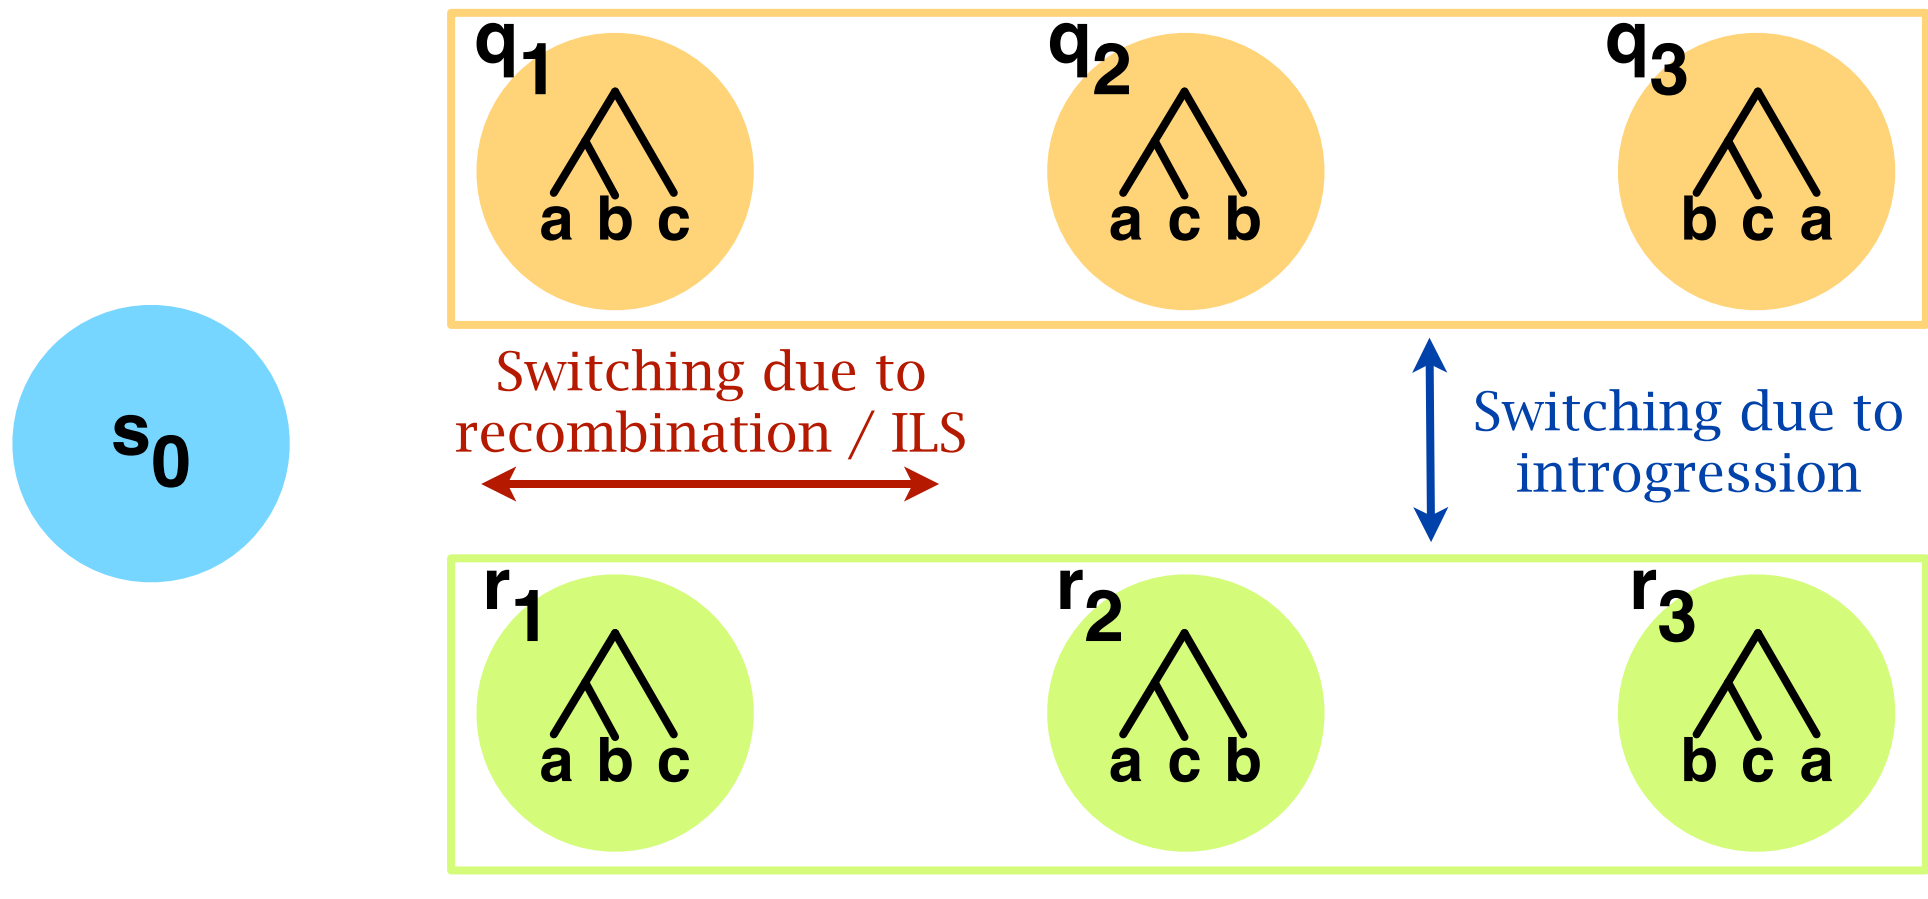 q1 q2 q3
a b c a c b b c a
Switching due to
recombination / ILS
Switching due to
introgression
s0
r1 r2 r3
a b c a c b b c a